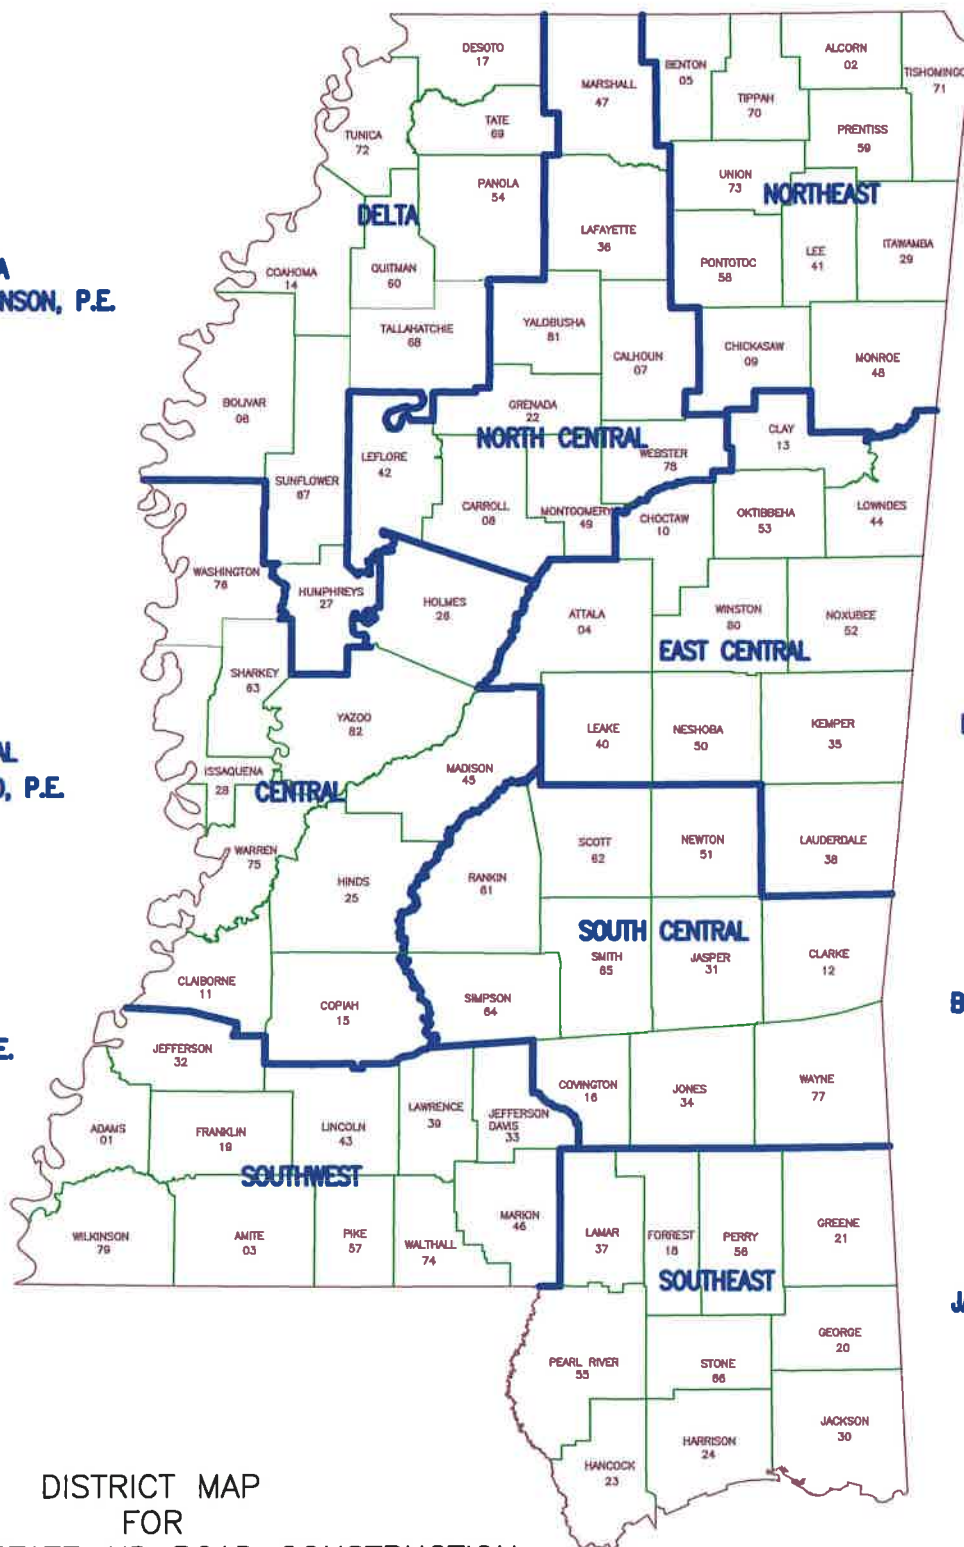 DESOTO
17
MARSHALL
47
BENTON
05
ALCORN
02
TISHOMINGO
71
TIPPAH
70
TATE
69
TUNICA
72
PRENTISS
59
PANOLA
54
UNION
73
NORTHEAST
DELTA
LAFAYETTE
36
LEE
41
ITAWAMBA
29
PONTOTOC
58
COAHOMA
14
QUITMAN
60
NSON, P.E.
TALLAHATCHIE
68
YALOBUSHA
81
CALHOUN
07
CHICKASAW
09
MONROE
48
BOLIVAR
06
GRENADA
22
CLAY
13
NORTH CENTRAL
LEFLORE
42
WEBSTER
78
SUNFLOWER
67
CARROLL
08
MONTGOMERY
49
CHOCTAW
10
OKTIBBEHA
53
LOWNDES
44
WASHINGTON
76
HUMPHREYS
27
HOLMES
26
ATTALA
04
WINSTON
80
NOXUBEE
52
EAST CENTRAL
SHARKEY
63
YAZOO
82
LEAKE
40
NESHOBA
50
KEMPER
35
AL
, P.E.
ISSAQUENA
28
MADISON
45
CENTRAL
WARREN
75
SCOTT
62
NEWTON
51
LAUDERDALE
38
HINDS
25
RANKIN
61
SOUTH CENTRAL
SMITH
65
JASPER
31
CLARKE
12
CLAIBORNE
11
COPIAH
15
SIMPSON
64
E.
JEFFERSON
32
COVINGTON
16
JONES
34
WAYNE
77
ADAMS
01
FRANKLIN
19
LINCOLN
43
LAWRENCE
39
JEFFERSON
DAVIS
33
SOUTHWEST
WILKINSON
79
AMITE
03
PIKE
57
WALTHALL
74
MARION
46
LAMAR
37
FORREST
18
PERRY
56
GREENE
21
SOUTHEAST
GEORGE
20
PEARL RIVER
55
STONE
66
JACKSON
30
HARRISON
24
HANCOCK
23
DISTRICT MAP
FOR
ROAD CONSTRUCTION